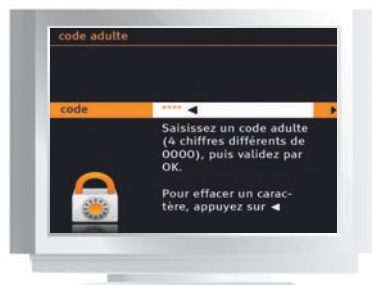 code adulte
code **** ◄ ►
Saisissez un code adulte
(4 chiffres différents de
0000), puis validez par
OK.
Pour effacer un carac-
tère, appuyez sur ◄